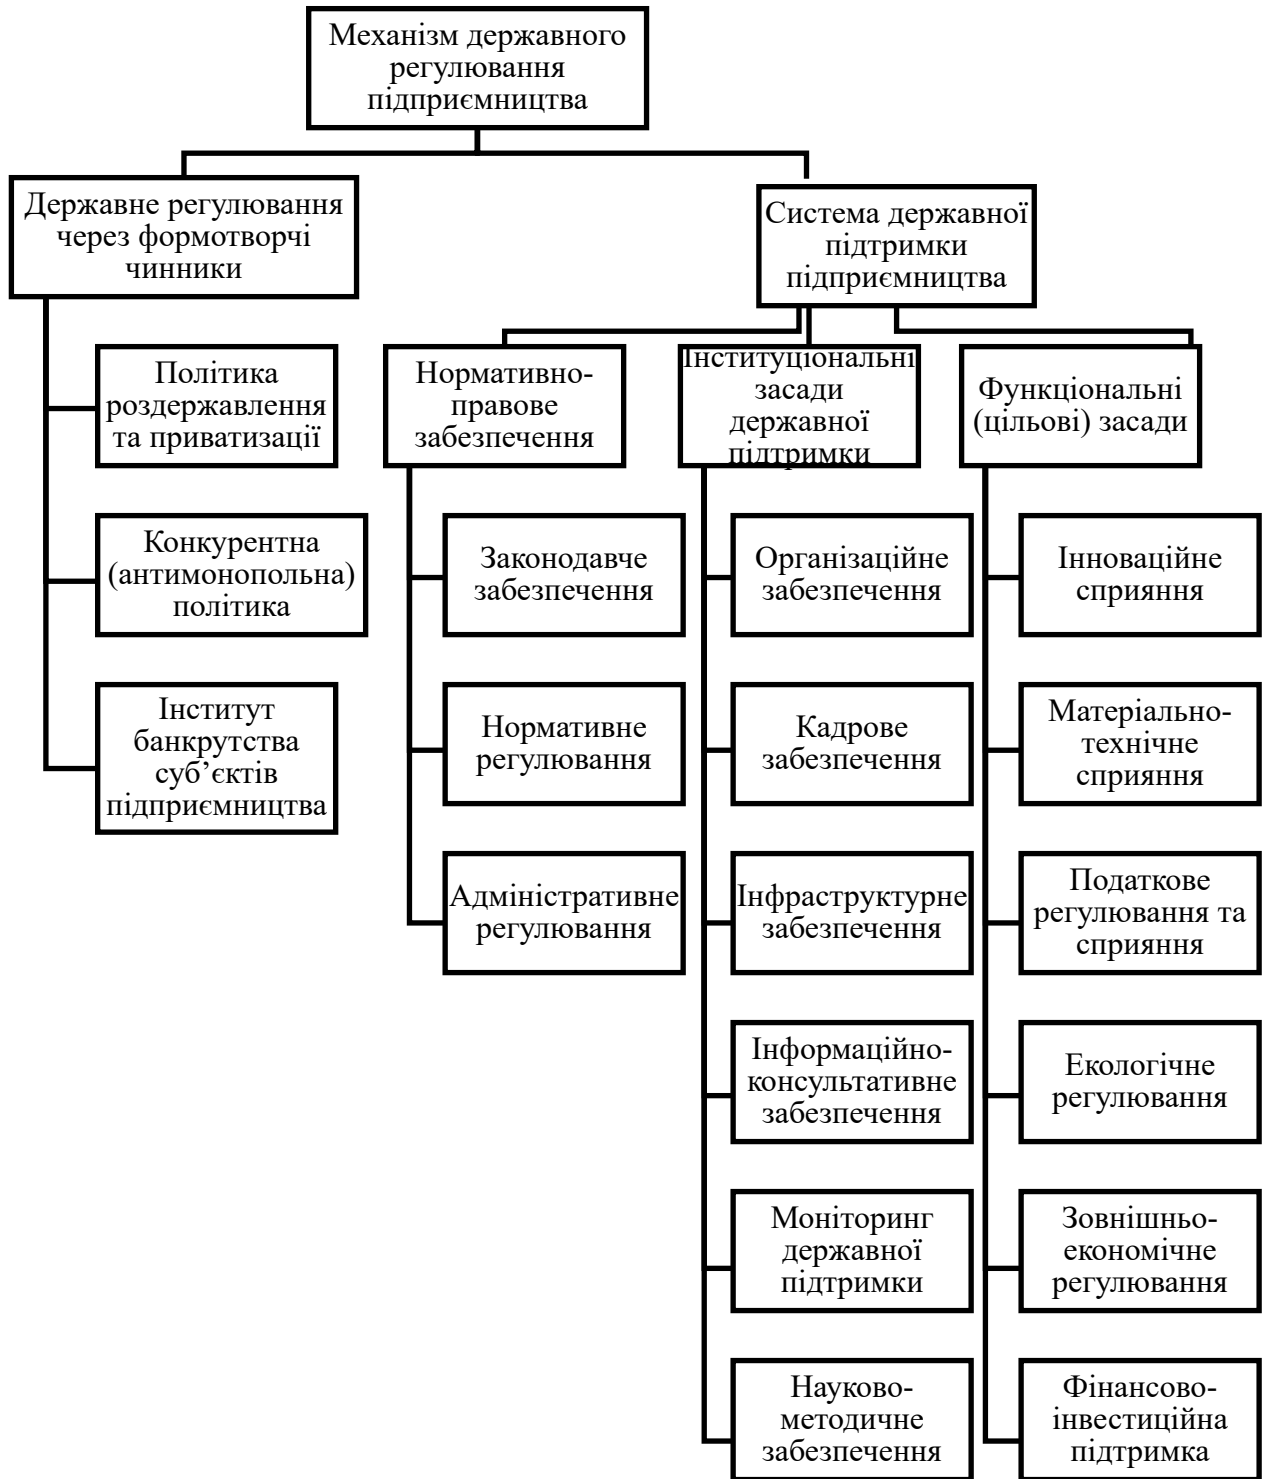 Механізм державного
регулювання
підприємництва
Державне регулювання
через формотворчі
чинники
Система державної
підтримки
підприємництва
Політика
роздержавлення
та приватизації
Конкурентна
(антимонопольна)
політика
Інститут
банкрутства
суб’єктів
підприємництва
Нормативно-
правове
забезпечення
Законодавче
забезпечення
Нормативне
регулювання
Адміністративне
регулювання
Інституціональні
засади
державної
підтримки
Організаційне
забезпечення
Кадрове
забезпечення
Інфраструктурне
забезпечення
Інформаційно-
консультативне
забезпечення
Моніторинг
державної
підтримки
Науково-
методичне
забезпечення
Функціональні
(цільові) засади
Інноваційне
сприяння
Матеріально-
технічне
сприяння
Податкове
регулювання та
сприяння
Екологічне
регулювання
Зовнішньо-
економічне
регулювання
Фінансово-
інвестиційна
підтримка